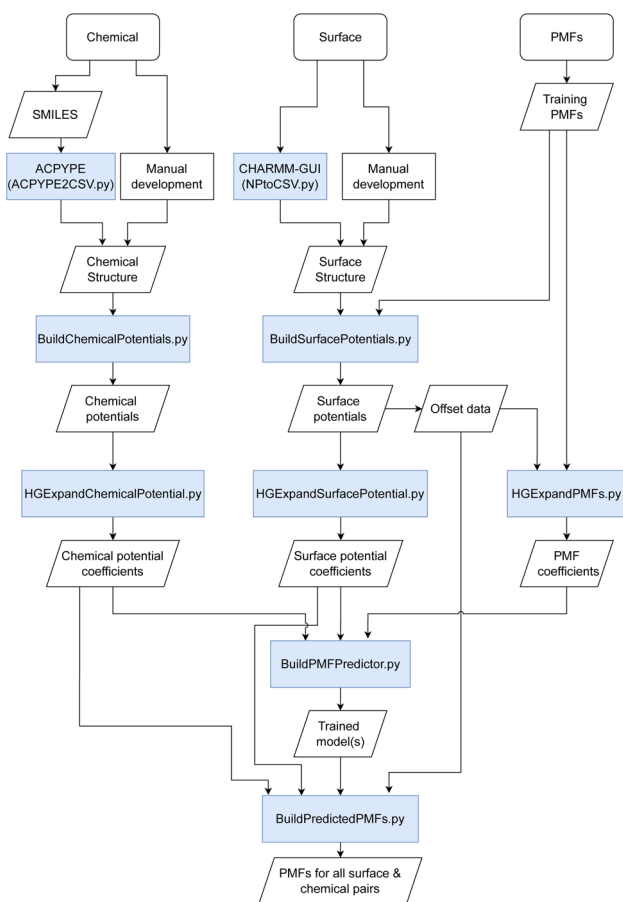 Chemical
Surface
PMFs
SMILES
Training
PMFs
ACPYPE
(ACPYPE2CSV.py)
Manual
development
CHARMM-GUI
(NPtoCSV.py)
Manual
development
Chemical
Structure
Surface
Structure
BuildChemicalPotentials.py
BuildSurfacePotentials.py
Chemical
potentials
Surface
potentials
Offset data
HGExpandChemicalPotential.py
HGExpandSurfacePotential.py
HGExpandPMFs.py
Chemical potential
coefficients
Surface potential
coefficients
PMF
coefficients
BuildPMFPredictor.py
Trained
model(s)
BuildPredictedPMFs.py
PMFs for all surface &
chemical pairs